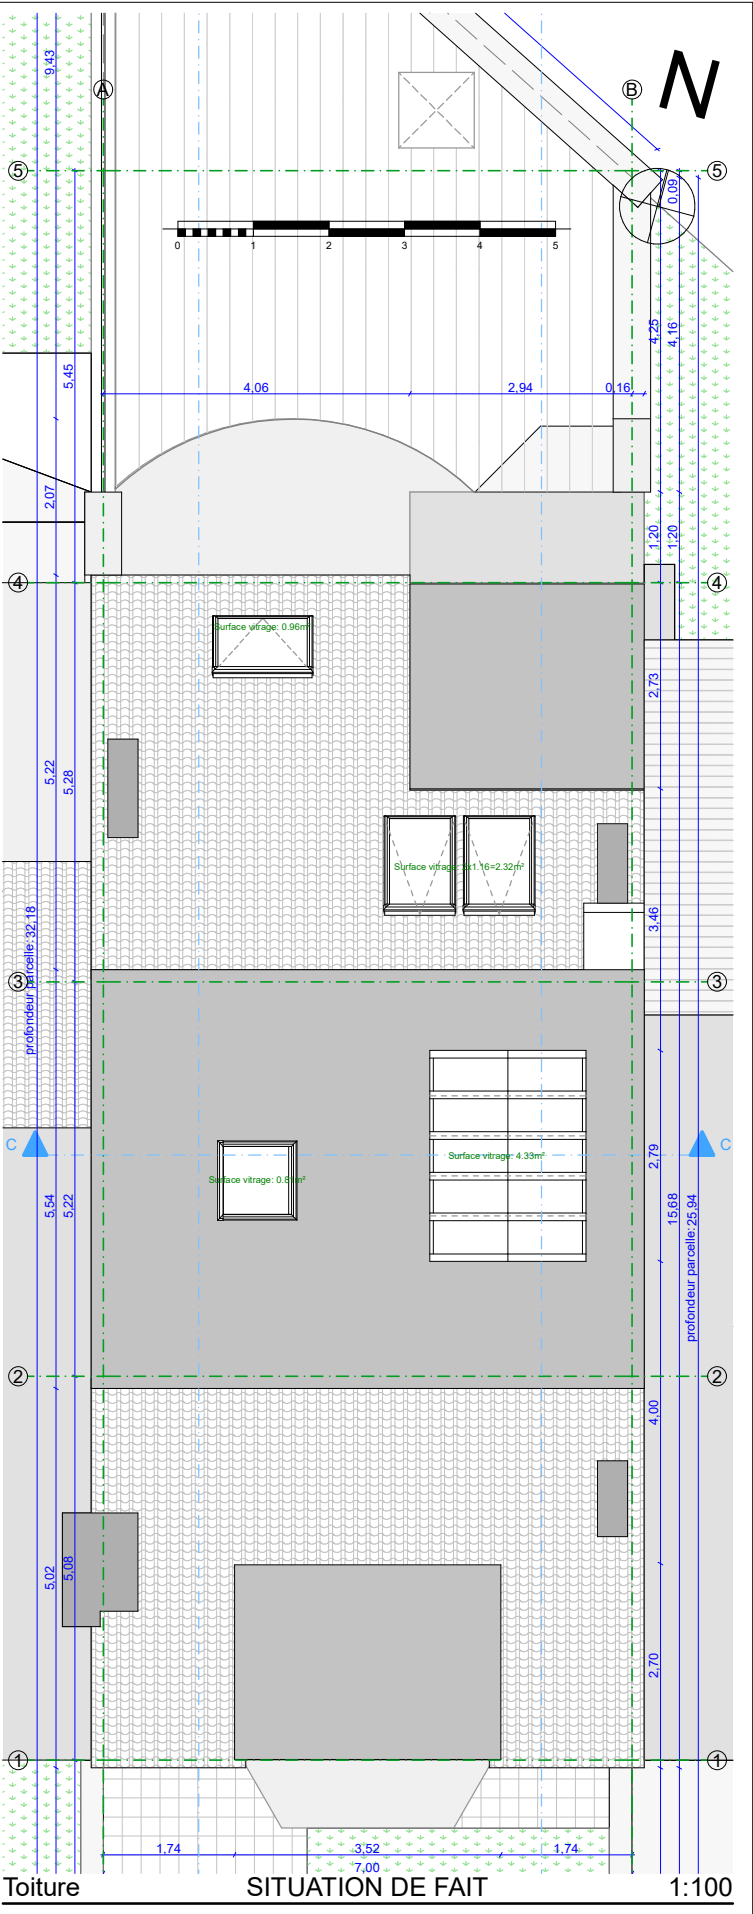 9,43
A
B
N
5
5
0,09
0 1 2 3 4 5
4,25
4,16
5,45
4,06
2,94
0,16
2,07
1,20
1,20
4
4
Surface vitrage: 0.96m²
2,73
5,22
5,28
Surface vitrage: 2x1.16=2.32m²
3,46
profondeur parcelle: 32,18
3
3
C
C
Surface vitrage: 4.33m²
2,79
Surface vitrage: 0.81m²
5,54
5,22
15,68
profondeur parcelle: 25,94
2
2
4,00
5,02
5,08
2,70
1
1
1,74
3,52
1,74
7,00
Toiture SITUATION DE FAIT 1:100